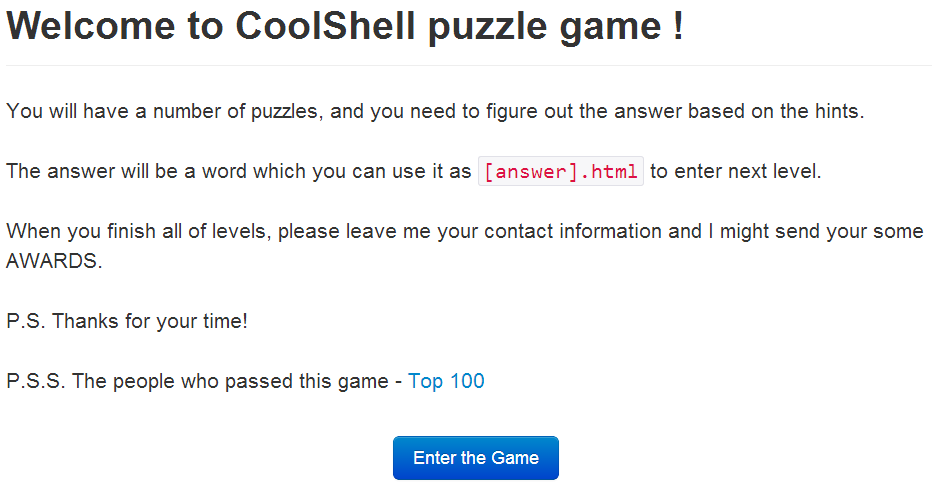 Welcome to CoolShell puzzle game !
You will have a number of puzzles, and you need to figure out the answer based on the hints.
The answer will be a word which you can use it as [answer].html to enter next level.
When you finish all of levels, please leave me your contact information and I might send your some
AWARDS.
P.S. Thanks for your time!
P.S.S. The people who passed this game - Top 100
Enter the Game